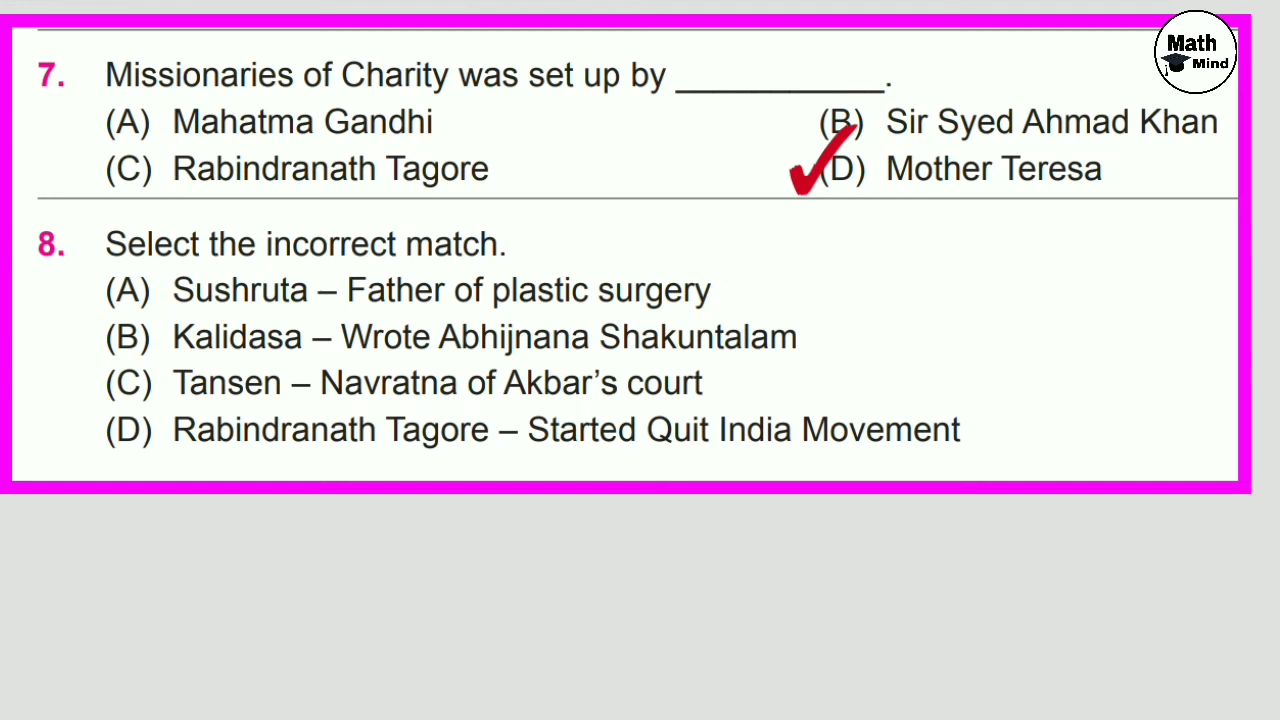 Math
Mind
7. Missionaries of Charity was set up by ___________.
(A) Mahatma Gandhi (B) Sir Syed Ahmad Khan
(C) Rabindranath Tagore (D) Mother Teresa
8. Select the incorrect match.
(A) Sushruta – Father of plastic surgery
(B) Kalidasa – Wrote Abhijnana Shakuntalam
(C) Tansen – Navratna of Akbar’s court
(D) Rabindranath Tagore – Started Quit India Movement